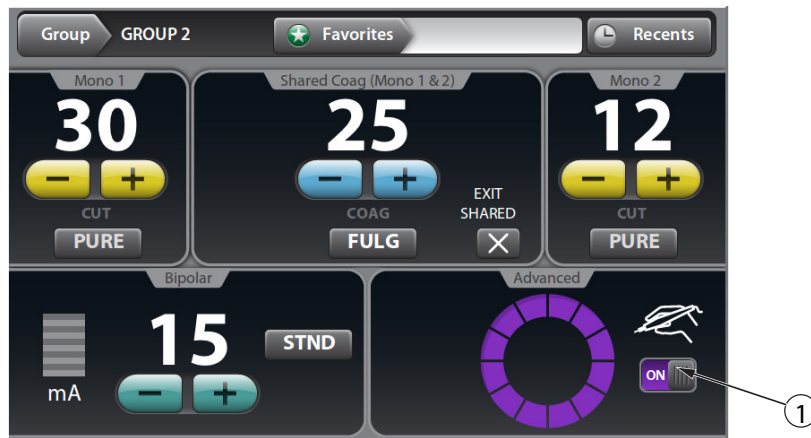 Group GROUP 2 Favorites Recents
Mono 1 Shared Coag (Mono 1 & 2) Mono 2
30 25 12
− + − + − +
EXIT
SHARED
CUT COAG CUT
PURE FULG PURE
Bipolar Advanced
15 STND
ON
mA − +
1